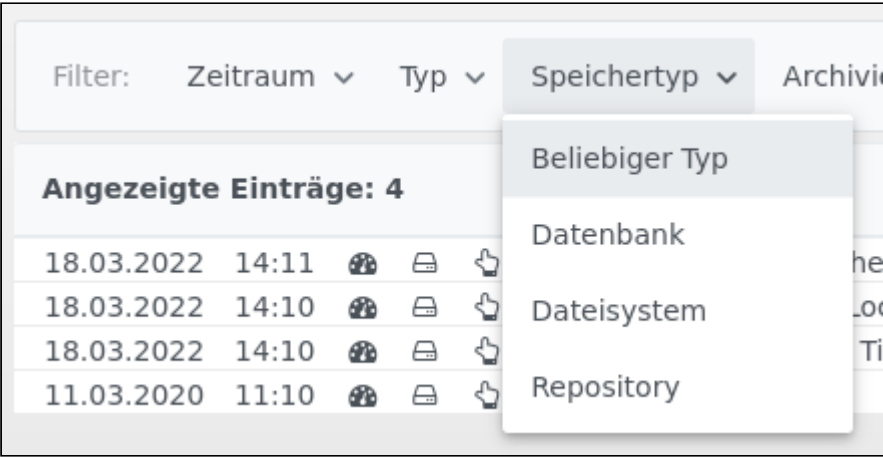 Filter: Zeitraum Typ Speichertyp
Beliebiger Typ
Datenbank
Dateisystem
Repository
Angezeigte Einträge: 4
18.03.2022 14:11
18.03.2022 14:10
18.03.2022 14:10
11.03.2020 11:10